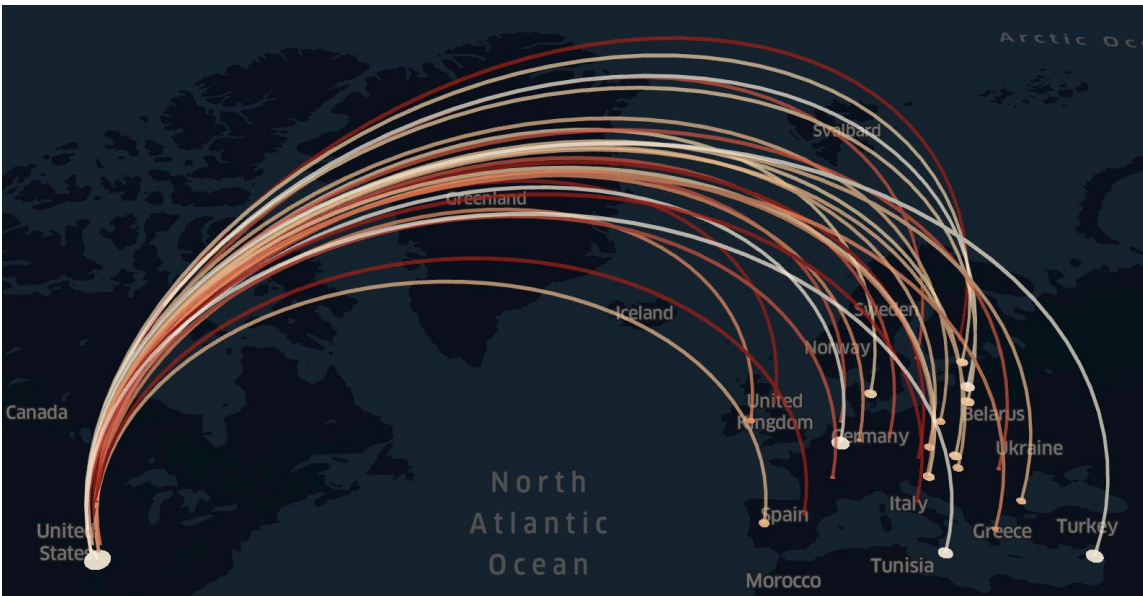 Arctic Oc
Svalbard
Greenland
Iceland
Sweden
Norway
Canada
United
Kingdom
Belarus
Germany
Ukraine
North
Atlantic
Ocean
Spain
Italy
Greece
Turkey
United
States
Tunisia
Morocco